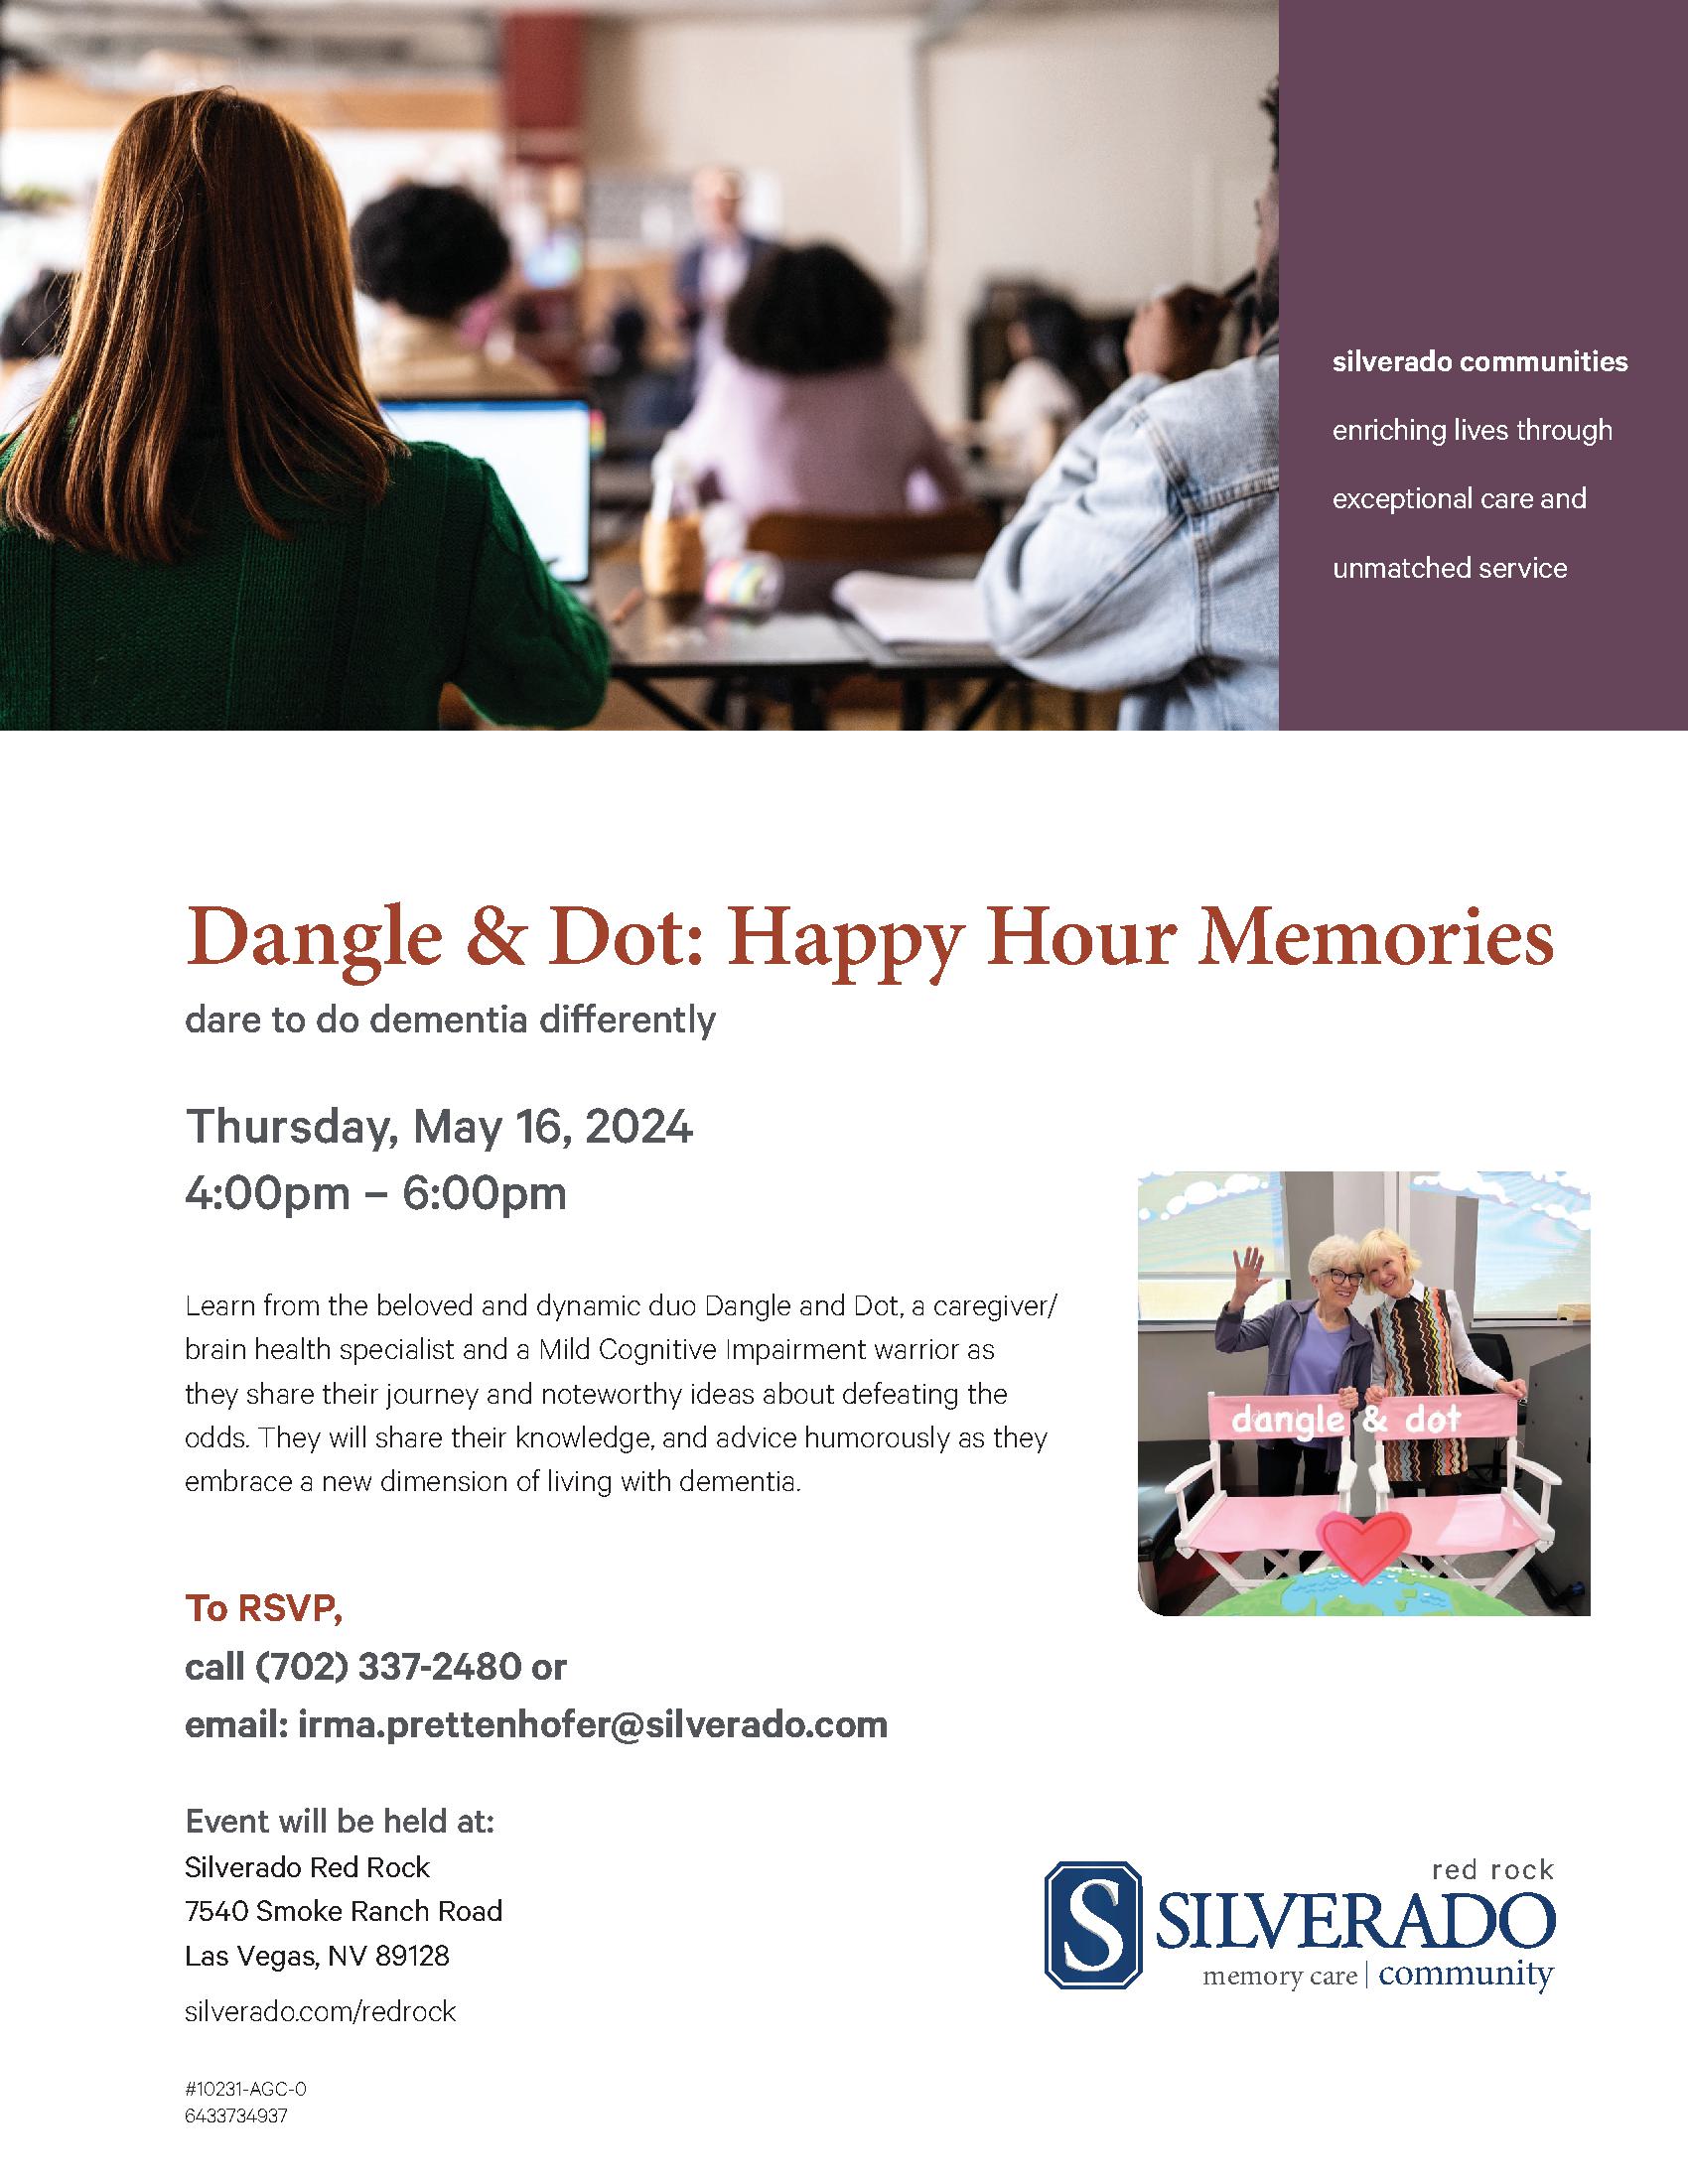 silverado communities
enriching lives through
exceptional care and
unmatched service
Dangle & Dot: Happy Hour Memories
dare to do dementia differently
Thursday, May 16, 2024
4:00pm – 6:00pm
Learn from the beloved and dynamic duo Dangle and Dot, a caregiver/
brain health specialist and a Mild Cognitive Impairment warrior as
they share their journey and noteworthy ideas about defeating the
odds. They will share their knowledge, and advice humorously as they
embrace a new dimension of living with dementia.
dangle & dot
To RSVP,
call (702) 337-2480 or
email: irma.prettenhofer@silverado.com
Event will be held at:
Silverado Red Rock
7540 Smoke Ranch Road
Las Vegas, NV 89128
silverado.com/redrock
red rock
S SILVERADO
memory care | community
#10231-AGC-0
6433734937